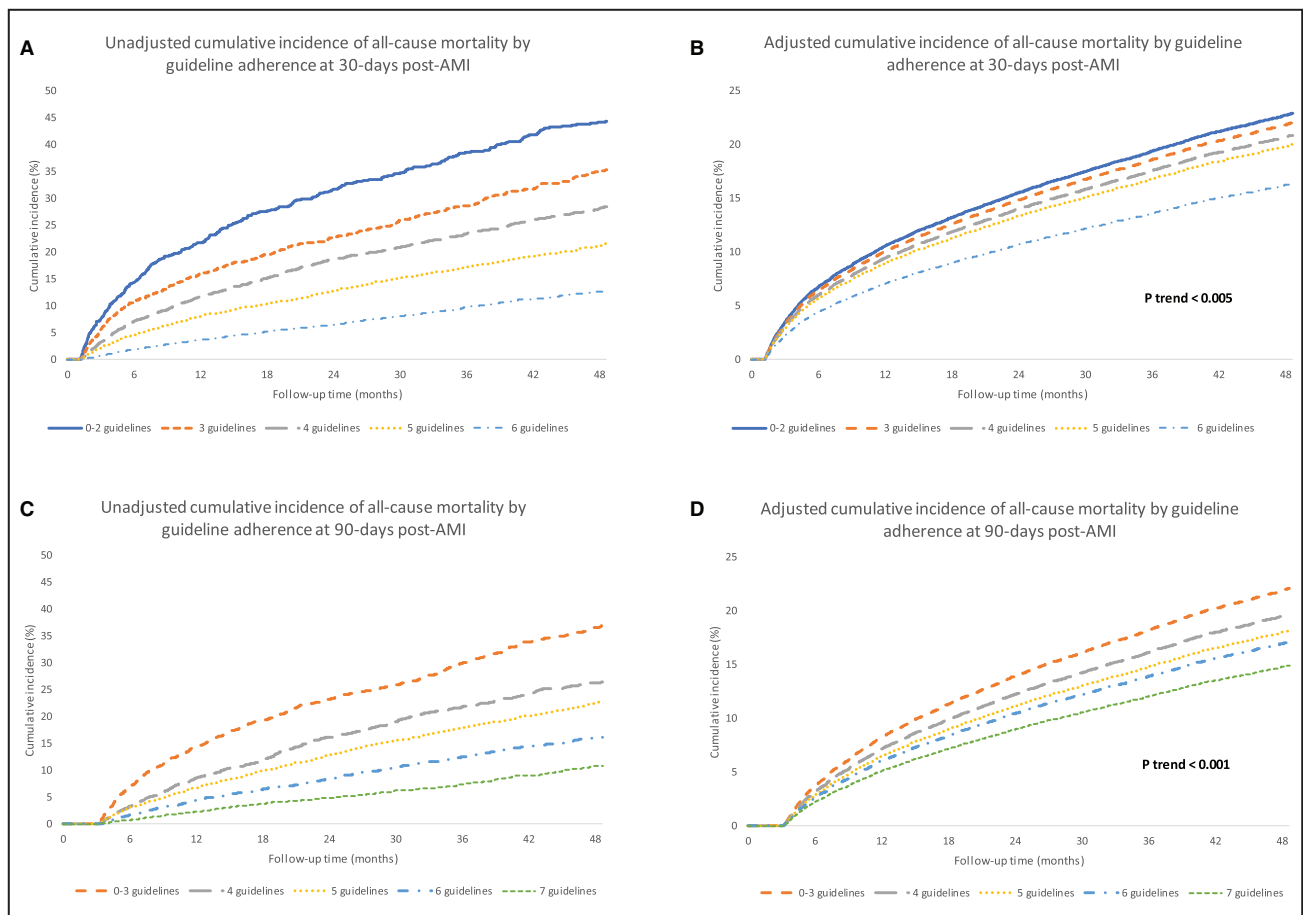 A
Unadjusted cumulative incidence of all-cause mortality by
guideline adherence at 30-days post-AMI
50
45
40
35
30
25
20
15
10
5
0
Cumulative incidence (%)
0 6 12 18 24 30 36 42 48
Follow-up time (months)
0-2 guidelines 3 guidelines 4 guidelines 5 guidelines 6 guidelines
B
Adjusted cumulative incidence of all-cause mortality by guideline
adherence at 30-days post-AMI
25
20
15
10
5
0
Cumulative incidence (%)
P trend < 0.005
0 6 12 18 24 30 36 42 48
Follow-up time (months)
0-2 guidelines 3 guidelines 4 guidelines 5 guidelines 6 guidelines
C
Unadjusted cumulative incidence of all-cause mortality by
guideline adherence at 90-days post-AMI
50
45
40
35
30
25
20
15
10
5
0
Cumulative incidence (%)
0 6 12 18 24 30 36 42 48
Follow-up time (months)
0-3 guidelines 4 guidelines 5 guidelines 6 guidelines 7 guidelines
D
Adjusted cumulative incidence of all-cause mortality by guideline
adherence at 90-days post-AMI
25
20
15
10
5
0
Cumulative incidence (%)
P trend < 0.001
0 6 12 18 24 30 36 42 48
Follow-up time (months)
0-3 guidelines 4 guidelines 5 guidelines 6 guidelines 7 guidelines